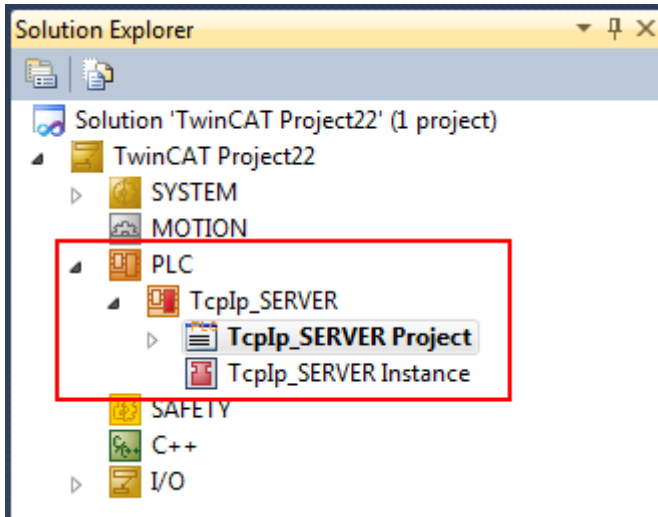 Solution Explorer
Solution 'TwinCAT Project22' (1 project)
TwinCAT Project22
SYSTEM
MOTION
PLC
TcpIp_SERVER
TcpIp_SERVER Project
TcpIp_SERVER Instance
SAFETY
C++
I/O